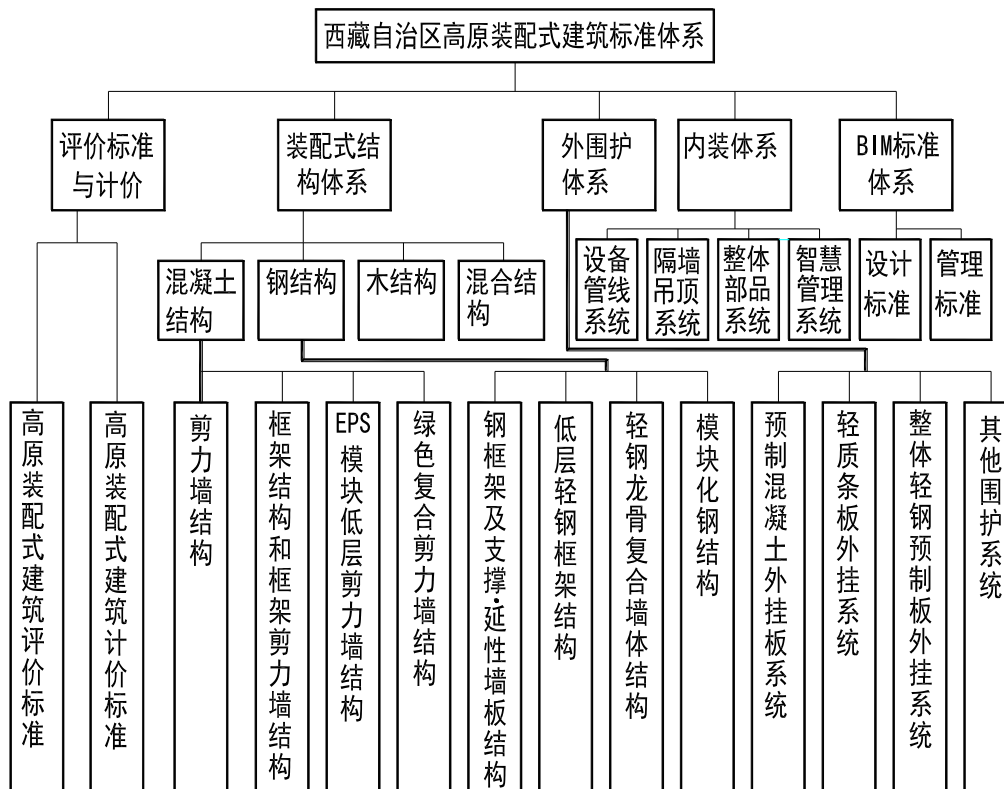 西藏自治区高原装配式建筑标准体系
评价标准
与计价
装配式结
构体系
外围护
体系
内装体系
BIM标准
体系
混凝土
结构
钢结构
木结构
混合结
构
设备
管线
系统
隔墙
吊顶
系统
整体
部品
系统
智慧
管理
系统
设计
标准
管理
标准
高原装配式建筑评价标准
高原装配式建筑计价标准
剪力墙结构
框架结构和框架剪力墙结构
EPS模块低层剪力墙结构
绿色复合剪力墙结构
钢框架及支撑·延性墙板结构
低层轻钢框架结构
轻钢龙骨复合墙体结构
模块化钢结构
预制混凝土外挂板系统
轻质条板外挂系统
整体轻钢预制板外挂系统
其他围护系统